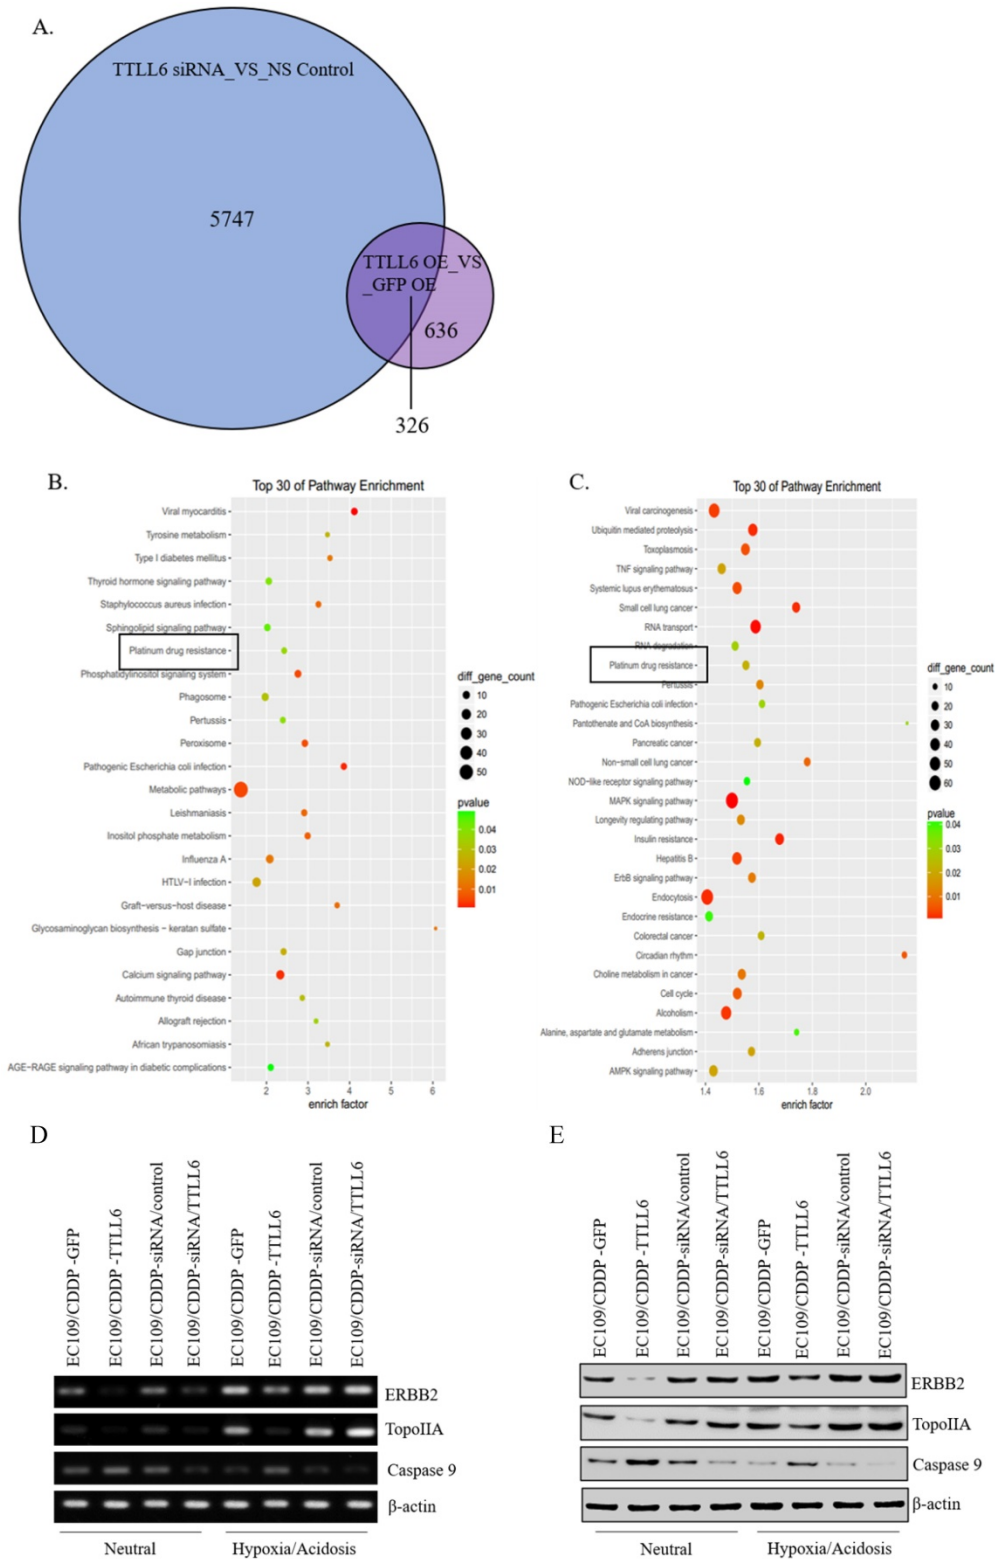 A.
TTLL6 siRNA_VS_NS Control
5747
TTLL6 OE_VS
_GFP OE
636
326
B.
Top 30 of Pathway Enrichment
Viral myocarditis
Tyrosine metabolism
Type I diabetes mellitus
Thyroid hormone signaling pathway
Staphylococcus aureus infection
Sphingolipid signaling pathway
Platinum drug resistance
Phosphatidylinositol signaling system
Phagosome
Pertussis
Peroxisome
Pathogenic Escherichia coli infection
Metabolic pathways
Leishmaniasis
Inositol phosphate metabolism
Influenza A
HTLV−I infection
Graft−versus−host disease
Glycosaminoglycan biosynthesis − keratan sulfate
Gap junction
Calcium signaling pathway
Autoimmune thyroid disease
Allograft rejection
African trypanosomiasis
AGE−RAGE signaling pathway in diabetic complications
2 3 4 5 6
enrich factor
diff_gene_count
10
20
30
40
50
pvalue
0.04
0.03
0.02
0.01
C.
Top 30 of Pathway Enrichment
Viral carcinogenesis
Ubiquitin mediated proteolysis
Toxoplasmosis
TNF signaling pathway
Systemic lupus erythematosus
Small cell lung cancer
RNA transport
RNA degradation
Platinum drug resistance
Pertussis
Pathogenic Escherichia coli infection
Pantothenate and CoA biosynthesis
Pancreatic cancer
Non−small cell lung cancer
NOD−like receptor signaling pathway
MAPK signaling pathway
Longevity regulating pathway
Insulin resistance
Hepatitis B
ErbB signaling pathway
Endocytosis
Endocrine resistance
Colorectal cancer
Circadian rhythm
Choline metabolism in cancer
Cell cycle
Alcoholism
Alanine, aspartate and glutamate metabolism
Adherens junction
AMPK signaling pathway
1.4 1.6 1.8 2.0
enrich factor
diff_gene_count
10
20
30
40
50
60
pvalue
0.04
0.03
0.02
0.01
D
EC109/CDDP -GFP
EC109/CDDP -TTLL6
EC109/CDDP-siRNA/control
EC109/CDDP-siRNA/TTLL6
EC109/CDDP -GFP
EC109/CDDP -TTLL6
EC109/CDDP-siRNA/control
EC109/CDDP-siRNA/TTLL6
ERBB2
TopoIIA
Caspase 9
β-actin
Neutral
Hypoxia/Acidosis
E
EC109/CDDP -GFP
EC109/CDDP -TTLL6
EC109/CDDP-siRNA/control
EC109/CDDP-siRNA/TTLL6
EC109/CDDP -GFP
EC109/CDDP -TTLL6
EC109/CDDP-siRNA/control
EC109/CDDP-siRNA/TTLL6
ERBB2
TopoIIA
Caspase 9
β-actin
Neutral
Hypoxia/Acidosis